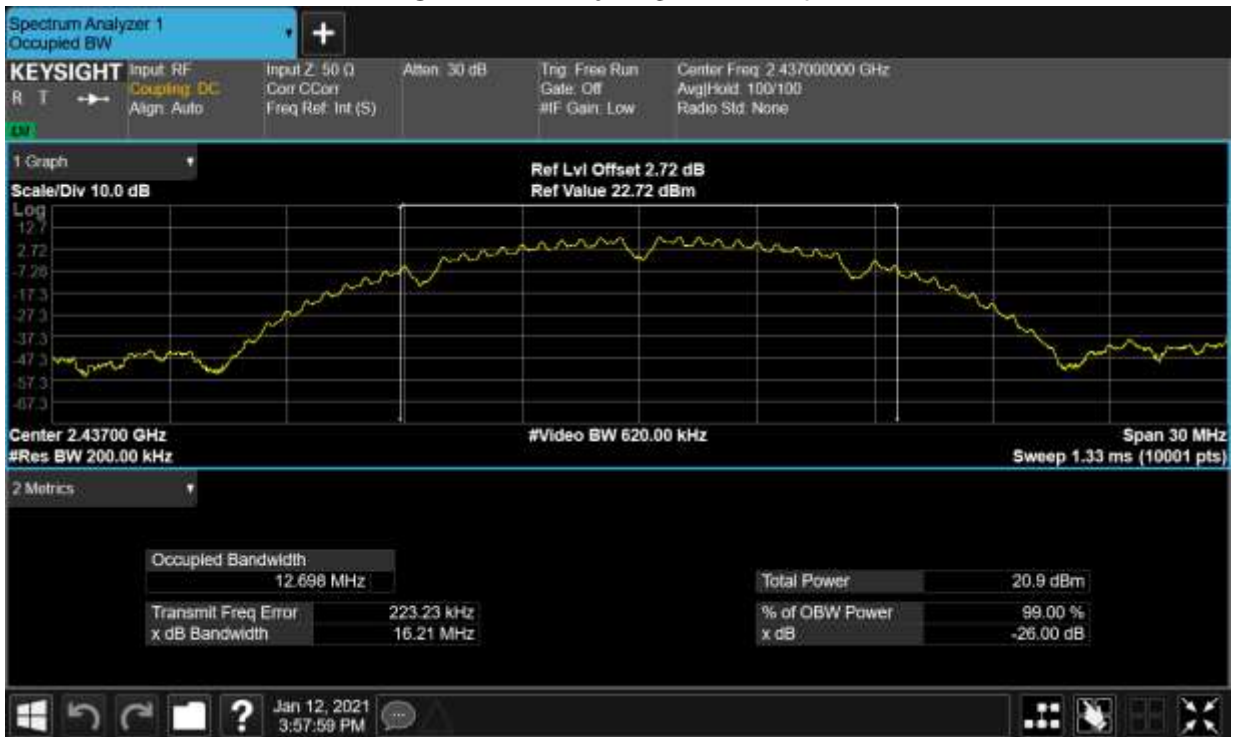 Spectrum Analyzer 1
Occupied BW
+
KEYSIGHT
R T
Input: RF
Coupling: DC
Align: Auto
Input Z: 50 Ω
Corr CCorr
Freq Ref: Int (S)
Atten: 30 dB
Trig: Free Run
Gate: Off
#IF Gain: Low
Center Freq: 2.437000000 GHz
Avg|Hold: 100/100
Radio Std: None
1 Graph
Scale/Div 10.0 dB
Ref Lvl Offset 2.72 dB
Ref Value 22.72 dBm
Log
12.7
2.72
-7.28
-17.3
-27.3
-37.3
-47.3
-57.3
-67.3
Center 2.43700 GHz
#Res BW 200.00 kHz
#Video BW 620.00 kHz
Span 30 MHz
Sweep 1.33 ms (10001 pts)
2 Metrics
Occupied Bandwidth
12.698 MHz
Transmit Freq Error 223.23 kHz
x dB Bandwidth 16.21 MHz
Total Power 20.9 dBm
% of OBW Power 99.00 %
x dB -26.00 dB
?
Jan 12, 2021
3:57:59 PM